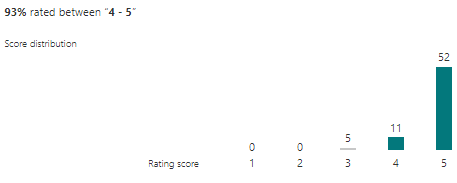 93% rated between "4 - 5"
Score distribution
52
11
5
0 0
Rating score 1 2 3 4 5